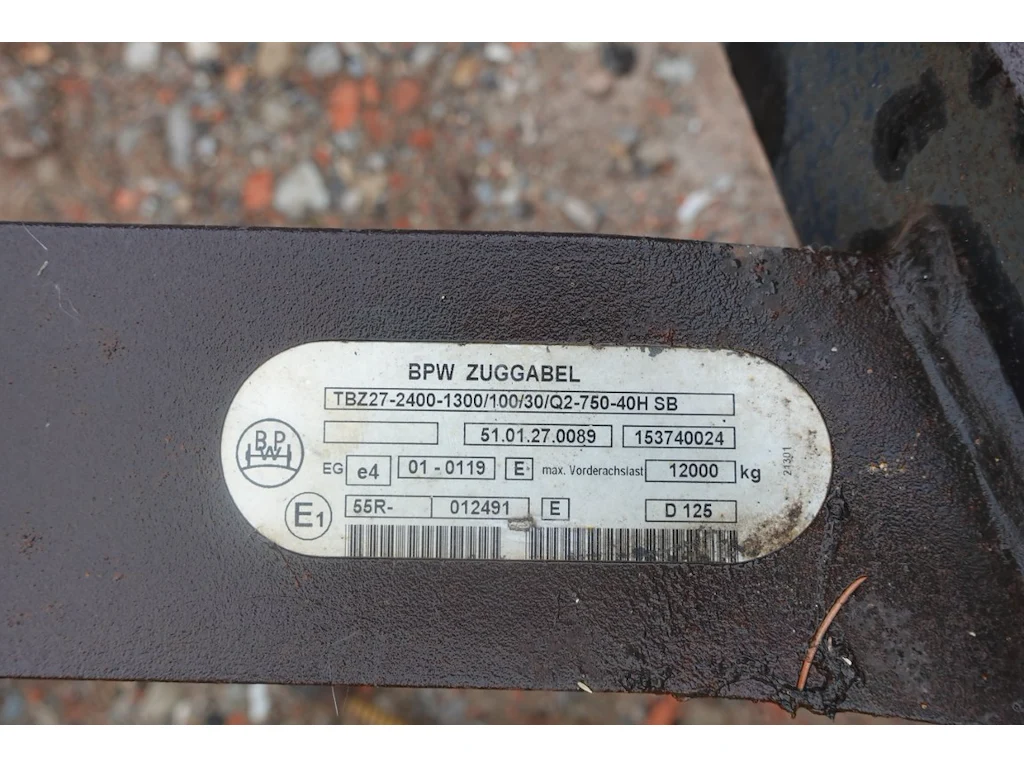 BPW ZUGGABEL
TBZ27-2400-1300/100/30/Q2-750-40H SB
51.01.27.0089 153740024
BPW
EG e4 01 - 0119 E max. Vorderachslast 12000 kg
21301
E1 55R- 012491 E D 125